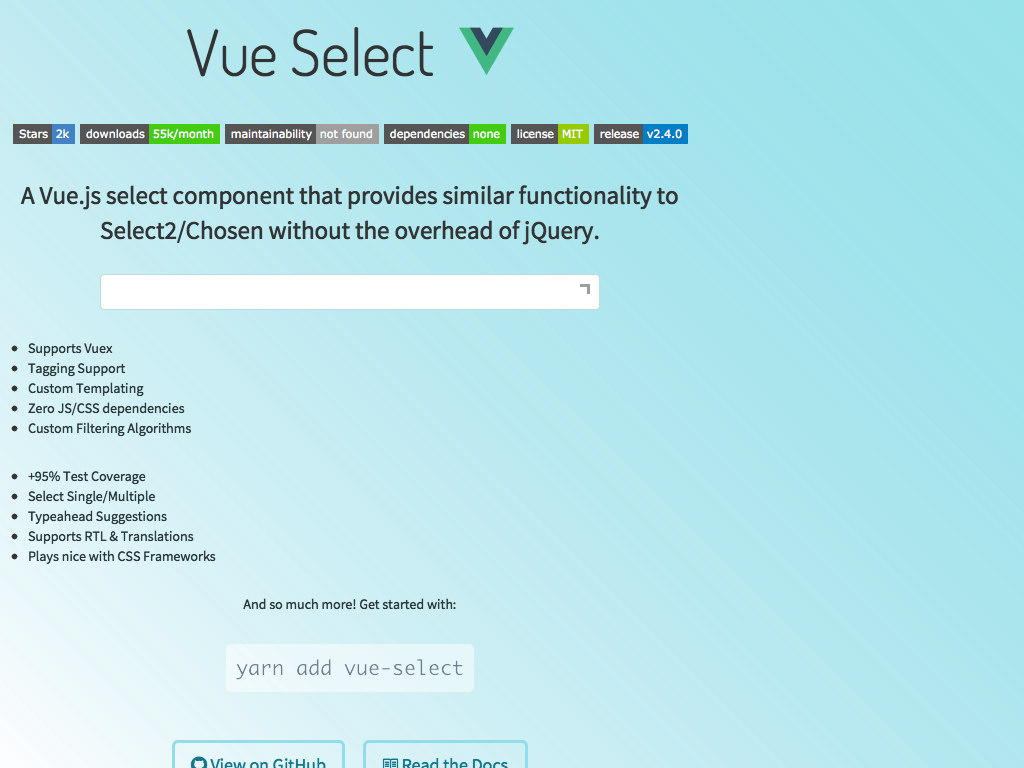 Vue Select
Stars 2k downloads 55k/month maintainability not found dependencies none license MIT release v2.4.0
A Vue.js select component that provides similar functionality to
Select2/Chosen without the overhead of jQuery.
Supports Vuex
Tagging Support
Custom Templating
Zero JS/CSS dependencies
Custom Filtering Algorithms
+95% Test Coverage
Select Single/Multiple
Typeahead Suggestions
Supports RTL & Translations
Plays nice with CSS Frameworks
And so much more! Get started with:
yarn add vue-select
View on GitHub Read the Docs